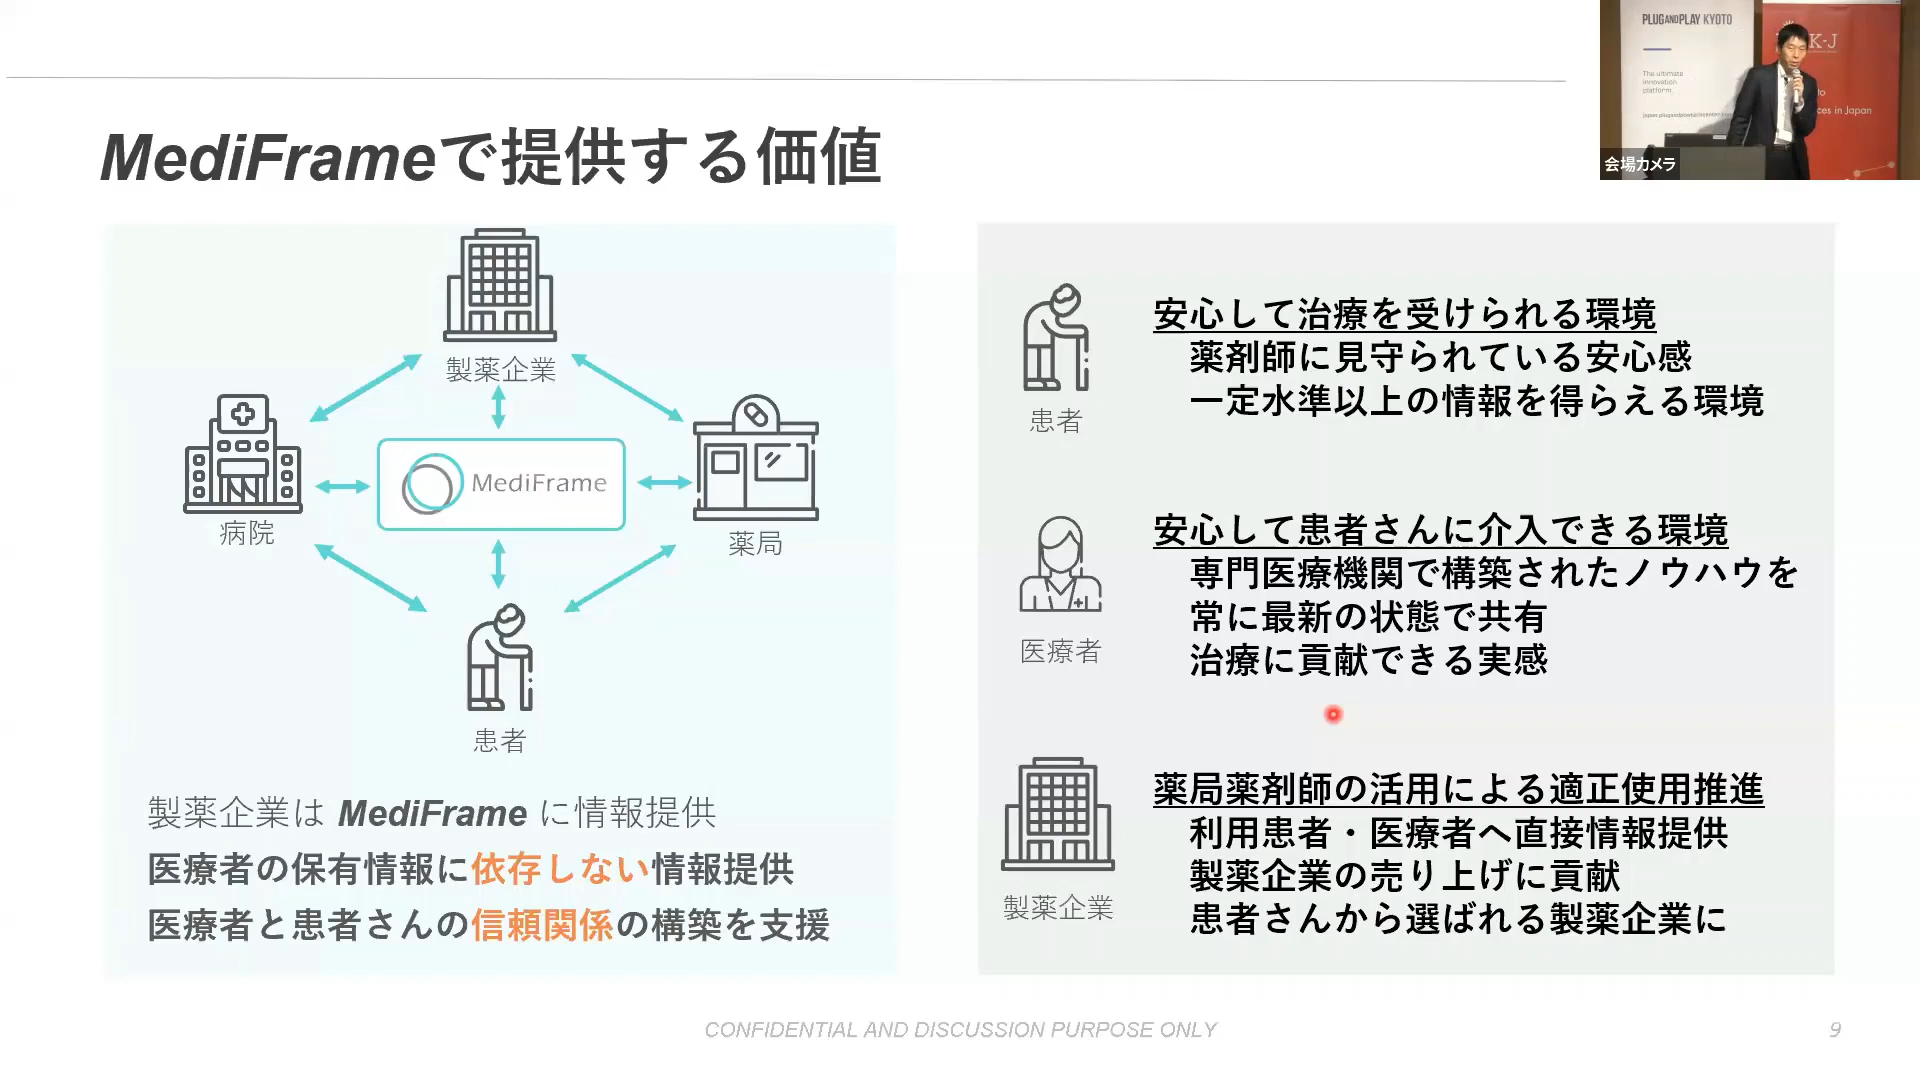 PLUG AND PLAY KYOTO
The ultimate
innovation
platform.
K-J
ces in Japan
会場カメラ
MediFrameで提供する価値
製薬企業
病院
MediFrame
薬局
患者
製薬企業は MediFrame に情報提供
医療者の保有情報に依存しない情報提供
医療者と患者さんの信頼関係の構築を支援
安心して治療を受けられる環境
薬剤師に見守られている安心感
一定水準以上の情報を得らえる環境
患者
安心して患者さんに介入できる環境
専門医療機関で構築されたノウハウを
常に最新の状態で共有
治療に貢献できる実感
医療者
薬局薬剤師の活用による適正使用推進
利用患者・医療者へ直接情報提供
製薬企業の売り上げに貢献
患者さんから選ばれる製薬企業に
製薬企業
CONFIDENTIAL AND DISCUSSION PURPOSE ONLY
9